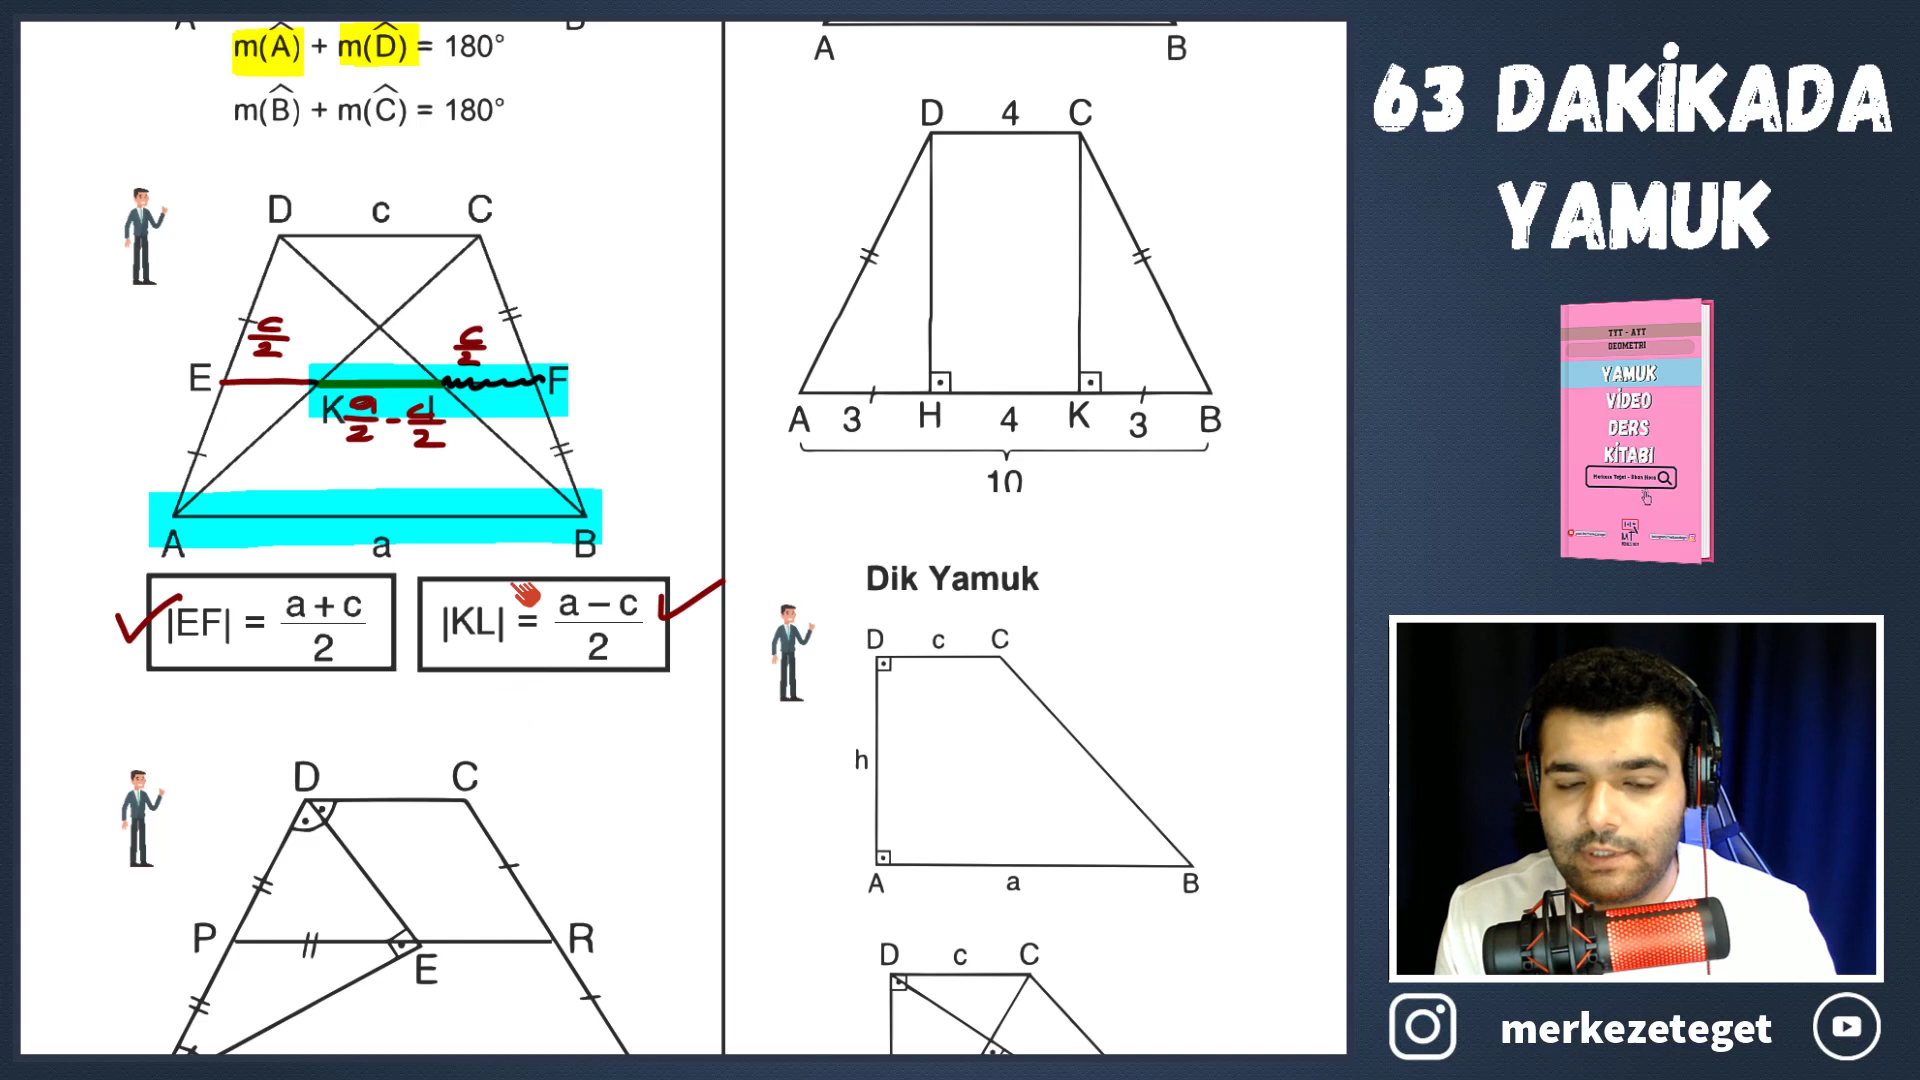 A B
m(Â) + m(D̂) = 180°
m(B̂) + m(Ĉ) = 180°
D c C
c/2 c/2
E F
K a/2 - c/2 L
A a B
|EF| = (a + c)/2
|KL| = (a – c)/2
D C
P R
E
A B
D 4 C
A 3 H 4 K 3 B
10
Dik Yamuk
D c C
h
A a B
D c C
63 DAKİKADA
YAMUK
TYT - AYT
GEOMETRİ
YAMUK
VİDEO
DERS
KİTABI
MT
merkezeteget